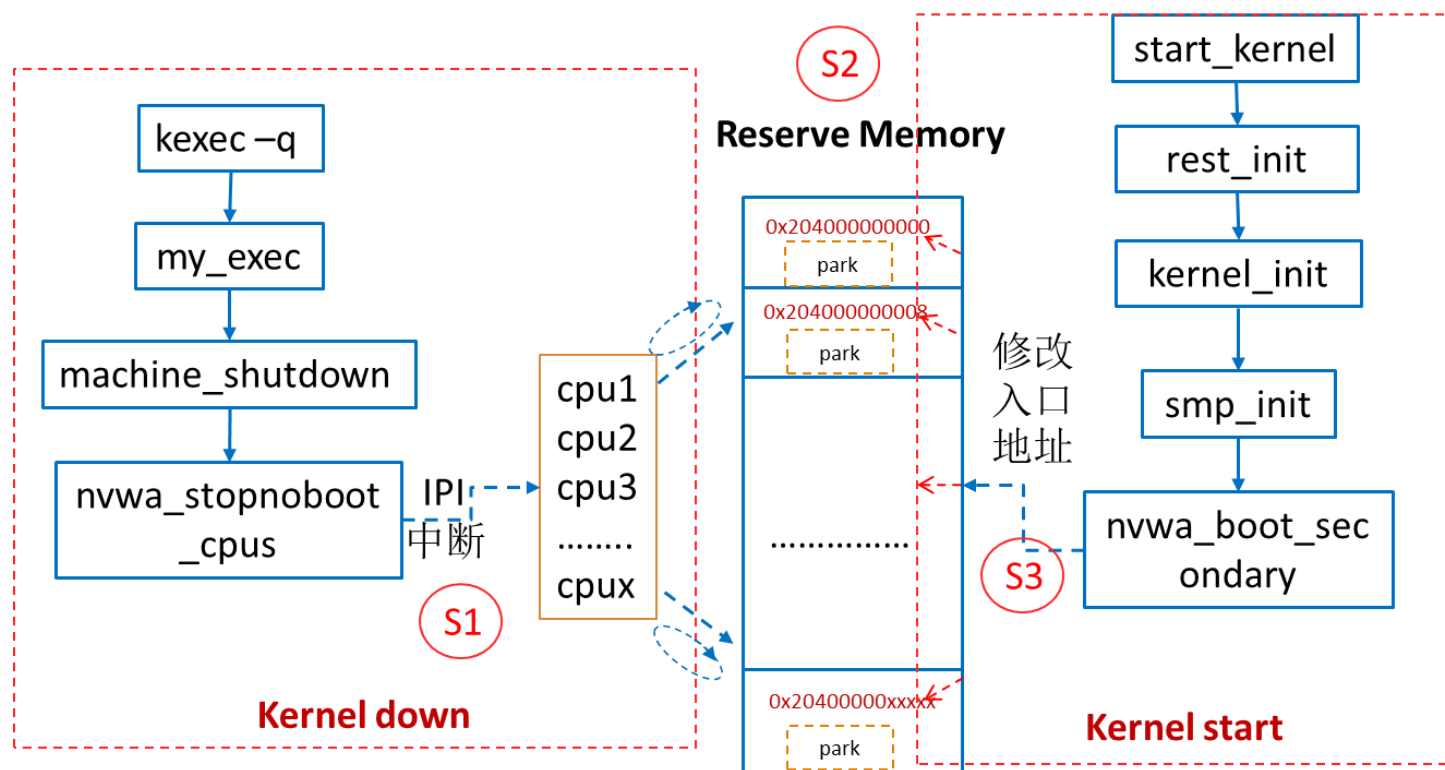 kexec –q
my_exec
machine_shutdown
nvwa_stopnoboot
_cpus
IPI
中断
S1
Kernel down
cpu1
cpu2
cpu3
........
cpux
S2
Reserve Memory
0x204000000000
park
0x204000000008
park
................
0x20400000xxxxx
park
修改
入口
地址
S3
start_kernel
rest_init
kernel_init
smp_init
nvwa_boot_sec
ondary
Kernel start